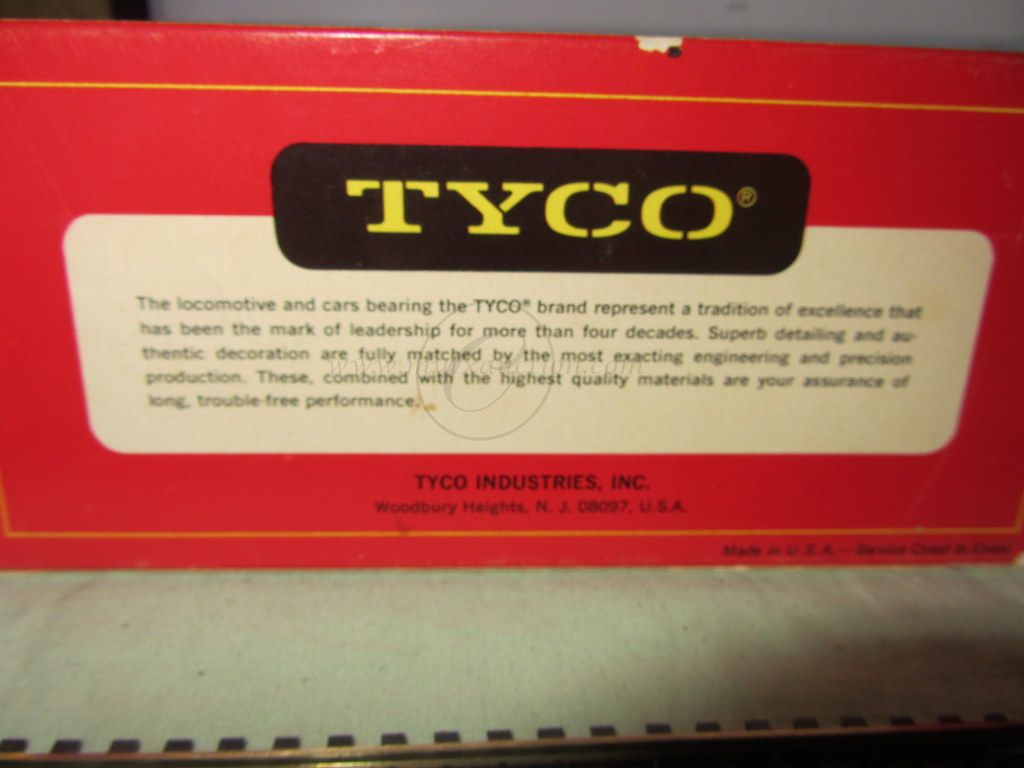 TYCO®
The locomotive and cars bearing the TYCO® brand represent a tradition of excellence that
has been the mark of leadership for more than four decades. Superb detailing and au-
thentic decoration are fully matched by the most exacting engineering and precision
production. These, combined with the highest quality materials are your assurance of
long, trouble-free performance.
TYCO INDUSTRIES, INC.
Woodbury Heights, N. J. 08097, U.S.A.
Made in U.S.A.—Service Coast to Coast